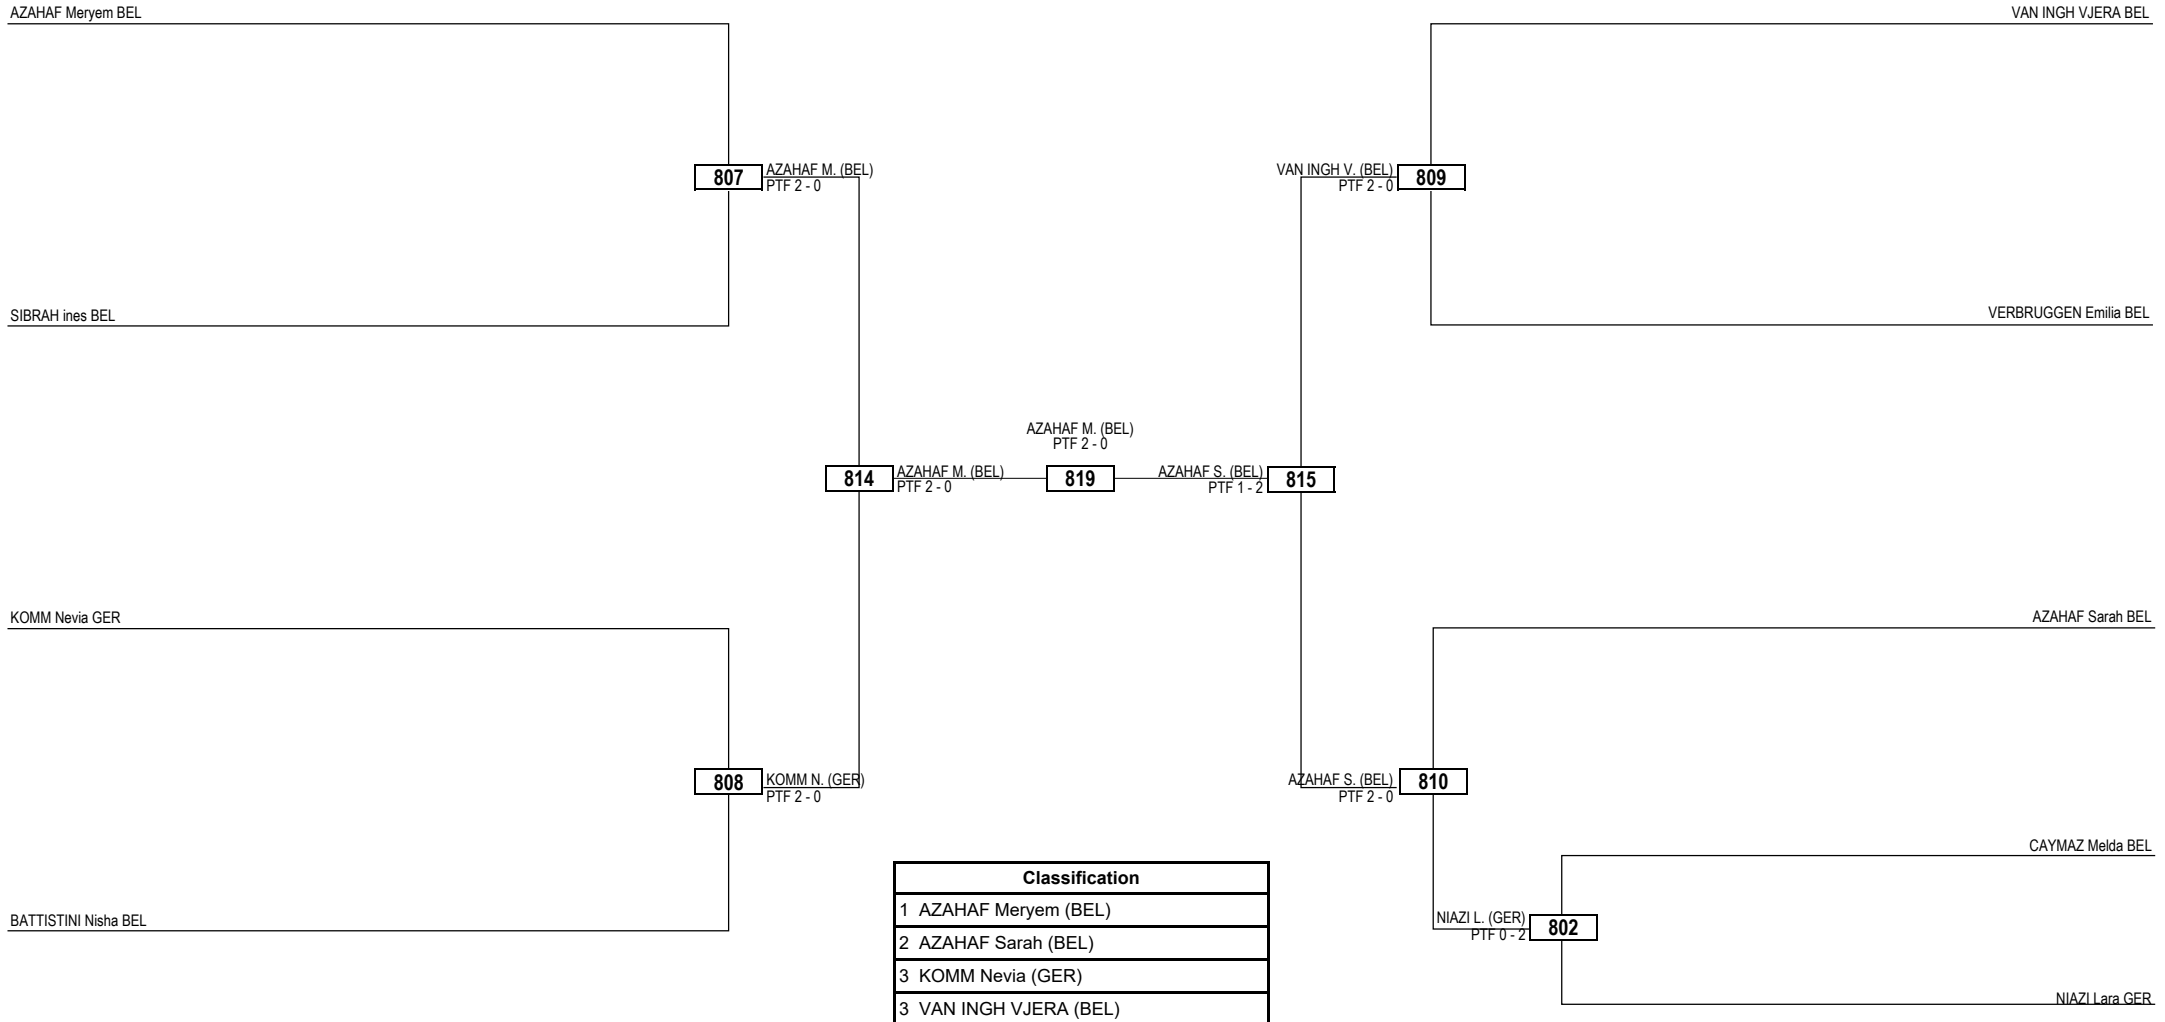 AZAHAF Meryem BEL
VAN INGH VJERA BEL
807
AZAHAF M. (BEL)
PTF 2 - 0
VAN INGH V. (BEL)
PTF 2 - 0
809
SIBRAH ines BEL
VERBRUGGEN Emilia BEL
AZAHAF M. (BEL)
PTF 2 - 0
814
AZAHAF M. (BEL)
PTF 2 - 0
819
AZAHAF S. (BEL)
PTF 1 - 2
815
KOMM Nevia GER
AZAHAF Sarah BEL
808
KOMM N. (GER)
PTF 2 - 0
AZAHAF S. (BEL)
PTF 2 - 0
810
CAYMAZ Melda BEL
BATTISTINI Nisha BEL
NIAZI L. (GER)
PTF 0 - 2
802
NIAZI Lara GER
Classification
1 AZAHAF Meryem (BEL)
2 AZAHAF Sarah (BEL)
3 KOMM Nevia (GER)
3 VAN INGH VJERA (BEL)